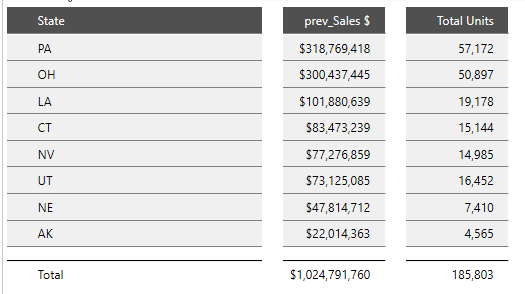 State prev_Sales $ Total Units
PA $318,769,418 57,172
OH $300,437,445 50,897
LA $101,880,639 19,178
CT $83,473,239 15,144
NV $77,276,859 14,985
UT $73,125,085 16,452
NE $47,814,712 7,410
AK $22,014,363 4,565
Total $1,024,791,760 185,803